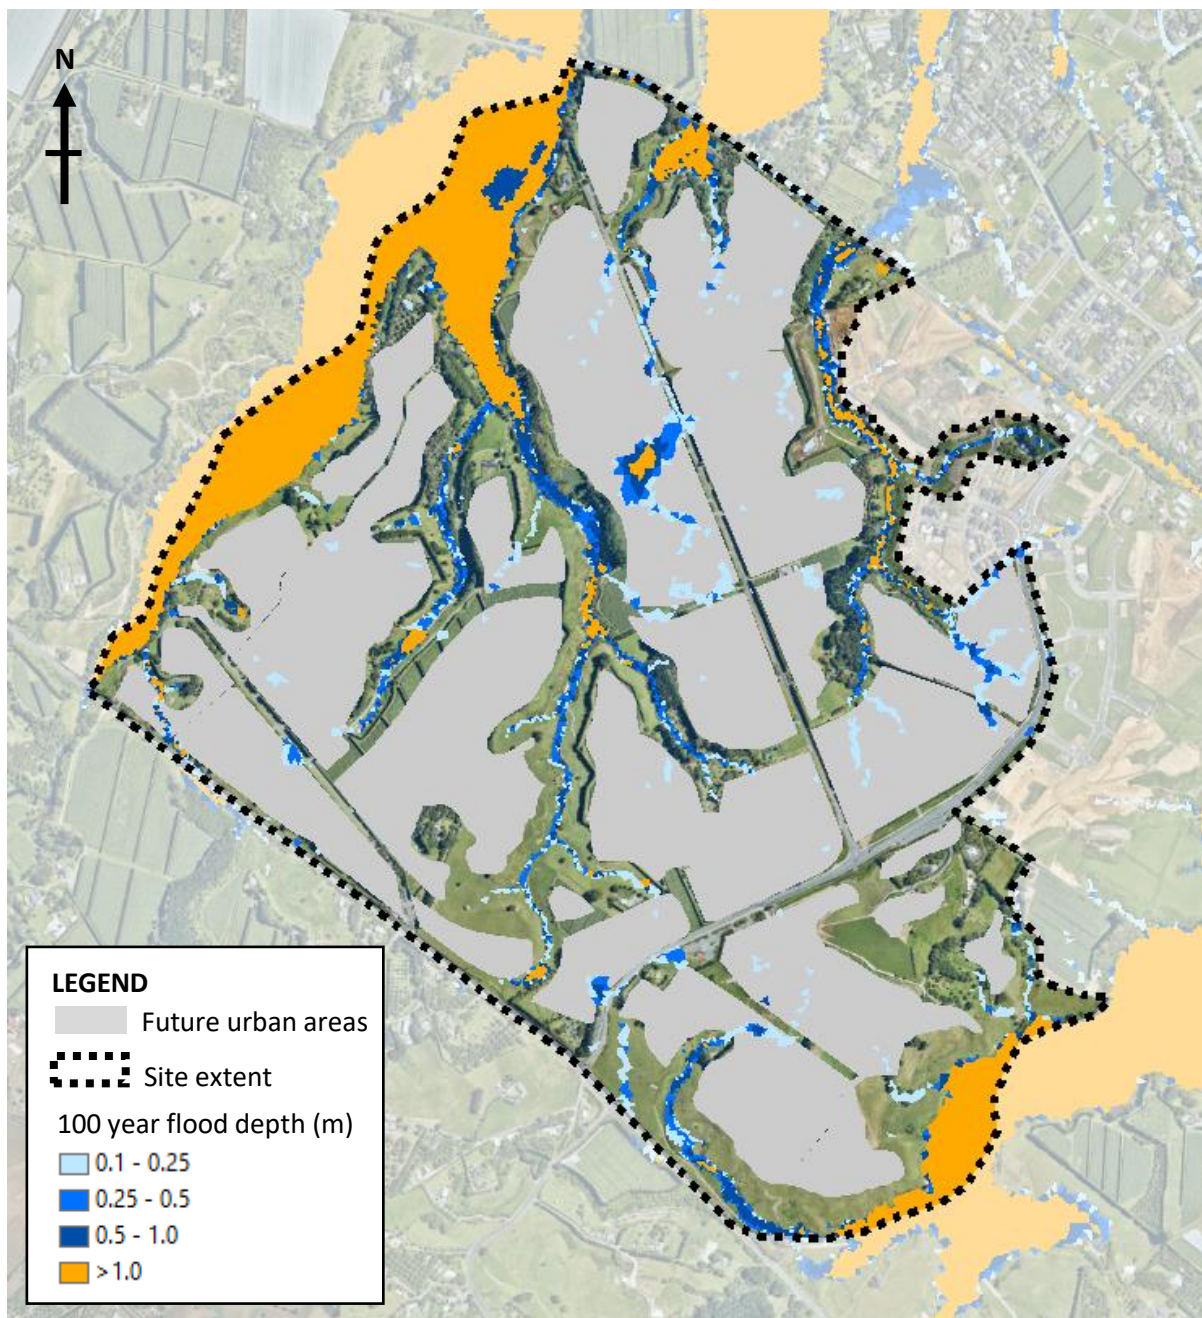 N
LEGEND
Future urban areas
Site extent
100 year flood depth (m)
0.1 - 0.25
0.25 - 0.5
0.5 - 1.0
>1.0